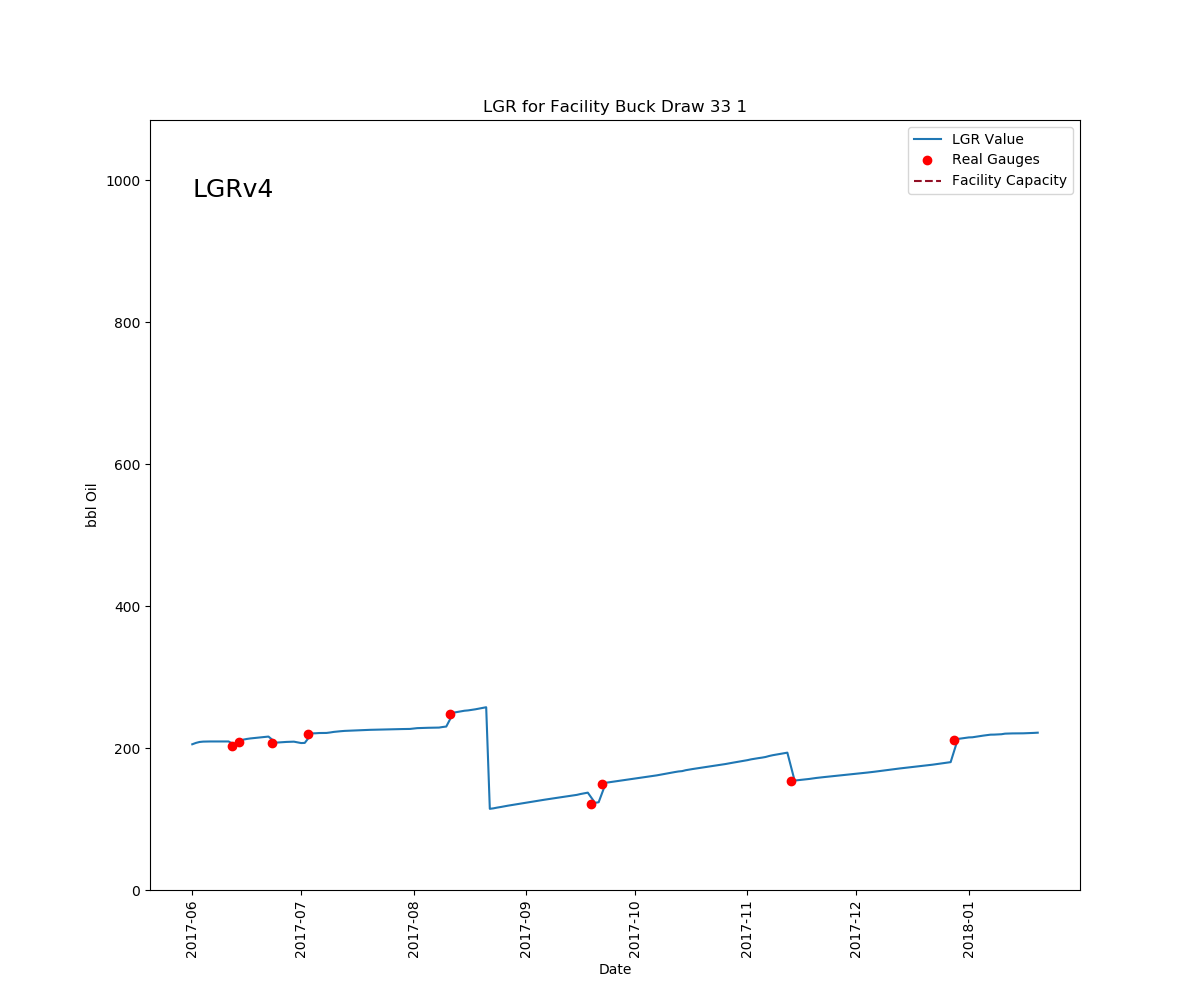 LGR for Facility Buck Draw 33 1
LGRv4
LGR Value
Real Gauges
Facility Capacity
1000
800
600
400
200
0
bbl Oil
2017-06
2017-07
2017-08
2017-09
2017-10
2017-11
2017-12
2018-01
Date